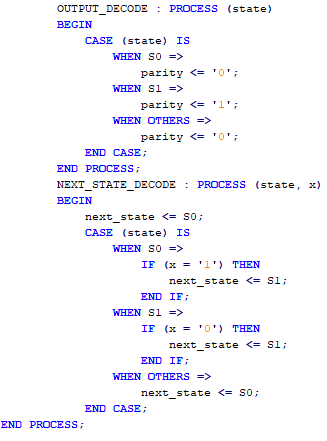 OUTPUT_DECODE : PROCESS (state)
BEGIN
CASE (state) IS
WHEN S0 =>
parity <= '0';
WHEN S1 =>
parity <= '1';
WHEN OTHERS =>
parity <= '0';
END CASE;
END PROCESS;
NEXT_STATE_DECODE : PROCESS (state, x)
BEGIN
next_state <= S0;
CASE (state) IS
WHEN S0 =>
IF (x = '1') THEN
next_state <= S1;
END IF;
WHEN S1 =>
IF (x = '0') THEN
next_state <= S1;
END IF;
WHEN OTHERS =>
next_state <= S0;
END CASE;
END PROCESS;